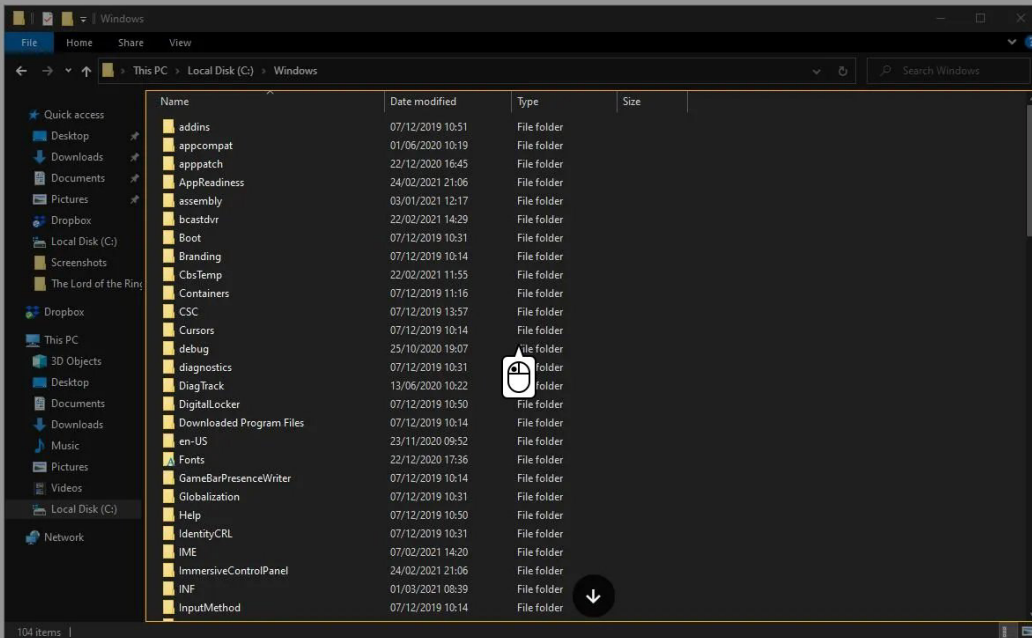 Windows
File Home Share View
This PC > Local Disk (C:) > Windows
Search Windows
Quick access
Desktop
Downloads
Documents
Pictures
Dropbox
Local Disk (C:)
Screenshots
The Lord of the Ring
Dropbox
This PC
3D Objects
Desktop
Documents
Downloads
Music
Pictures
Videos
Local Disk (C:)
Network
Name Date modified Type Size
addins 07/12/2019 10:51 File folder
appcompat 01/06/2020 10:19 File folder
apppatch 22/12/2020 16:45 File folder
AppReadiness 24/02/2021 21:06 File folder
assembly 03/01/2021 12:17 File folder
bcastdvr 22/02/2021 14:29 File folder
Boot 07/12/2019 10:31 File folder
Branding 07/12/2019 10:14 File folder
CbsTemp 22/02/2021 11:55 File folder
Containers 07/12/2019 11:16 File folder
CSC 07/12/2019 13:57 File folder
Cursors 07/12/2019 10:14 File folder
debug 25/10/2020 19:07 File folder
diagnostics 07/12/2019 10:31 folder
DiagTrack 13/06/2020 10:22 folder
DigitalLocker 07/12/2019 10:50 File folder
Downloaded Program Files 07/12/2019 10:14 File folder
en-US 23/11/2020 09:52 File folder
Fonts 22/12/2020 17:36 File folder
GameBarPresenceWriter 07/12/2019 10:14 File folder
Globalization 07/12/2019 10:31 File folder
Help 07/12/2019 10:50 File folder
IdentityCRL 07/12/2019 10:31 File folder
IME 07/02/2021 14:20 File folder
ImmersiveControlPanel 24/02/2021 21:06 File folder
INF 01/03/2021 08:39 File folder
InputMethod 07/12/2019 10:14 File folder
104 items